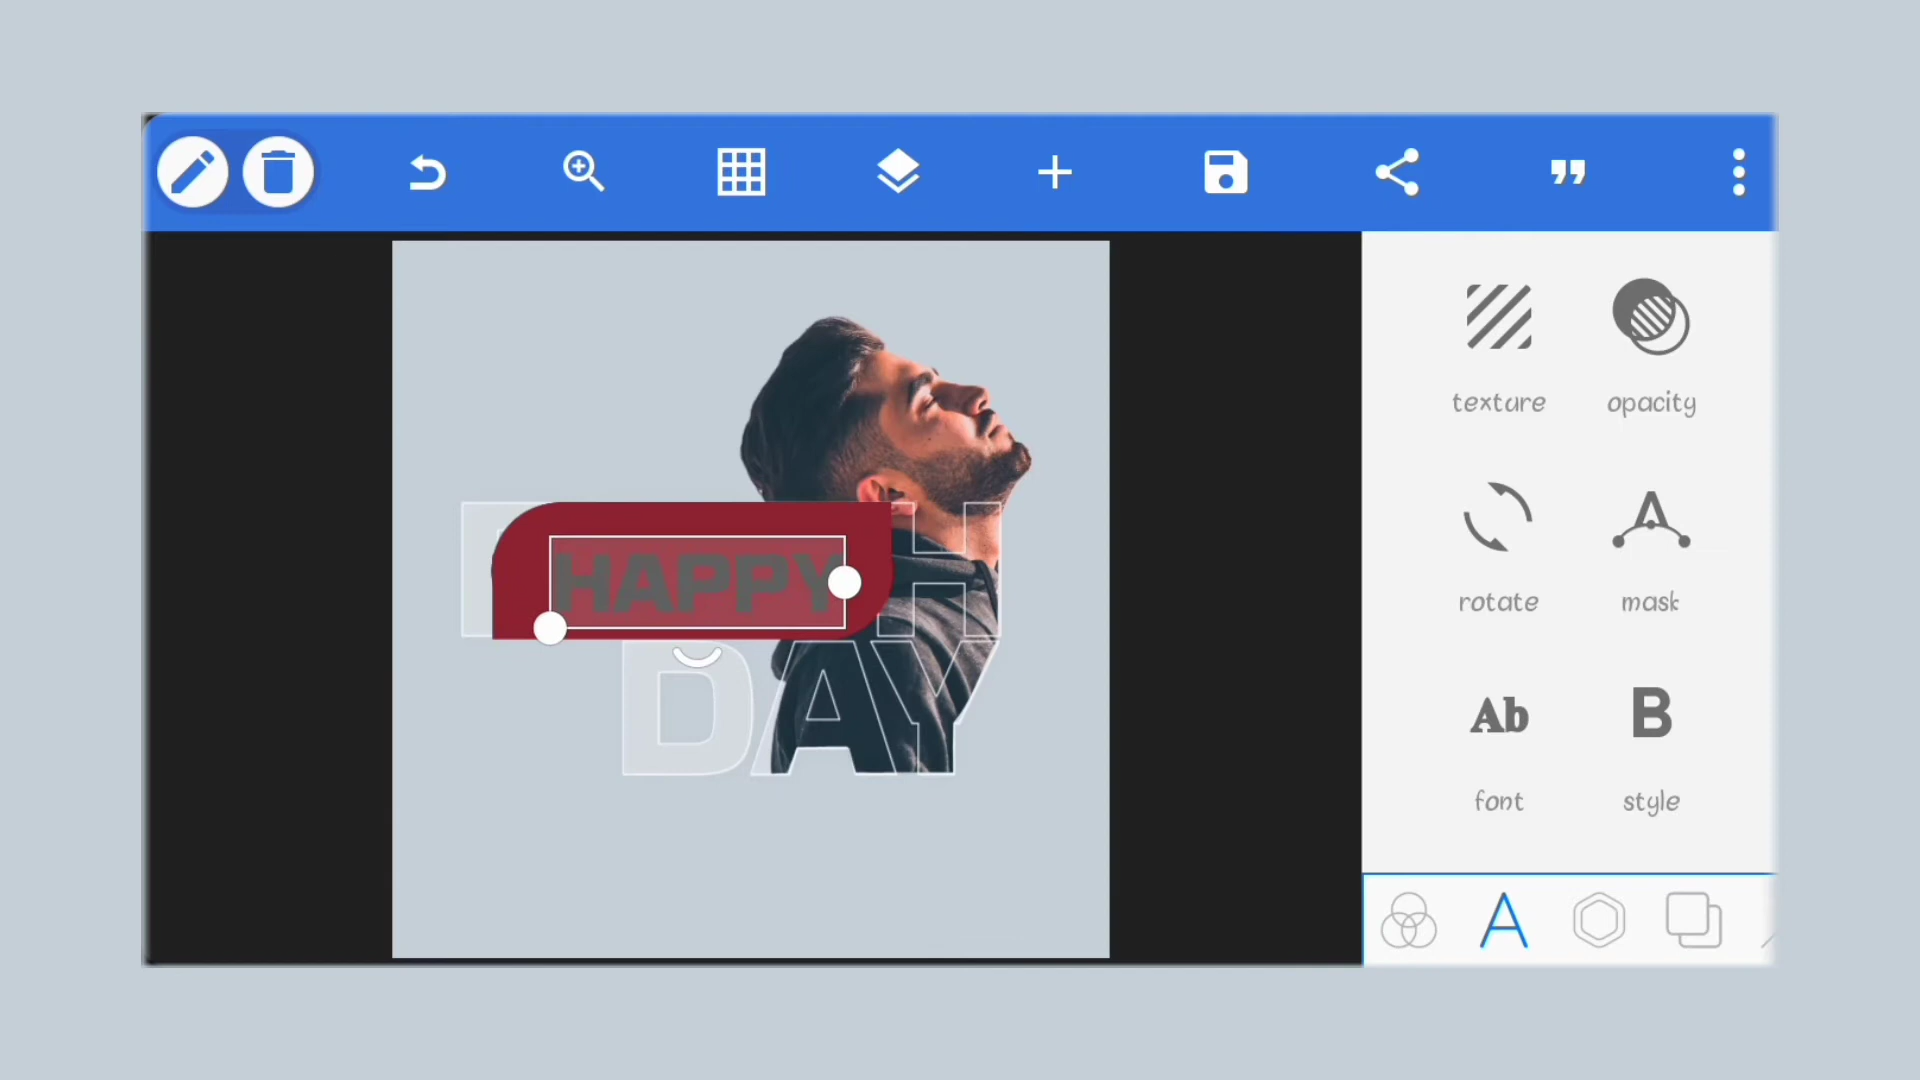 texture
opacity
H
HAPPY
DAY
rotate
mask
Ab
B
font
style
A